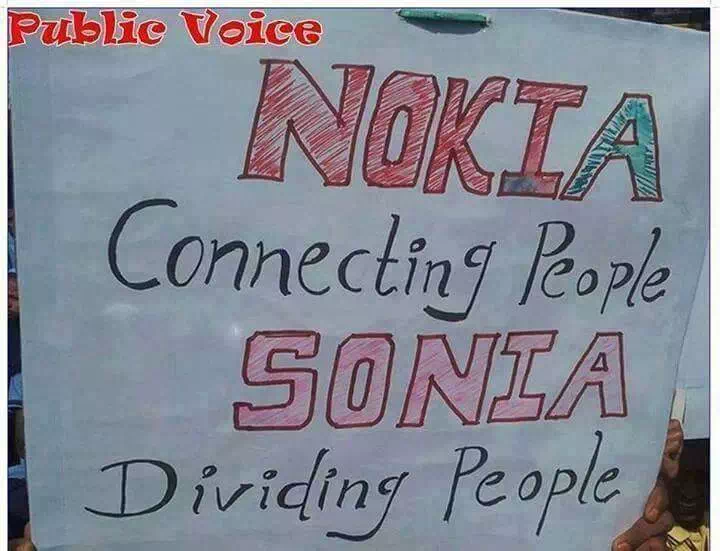 Public Voice
NOKIA
Connecting People
SONIA
Dividing People